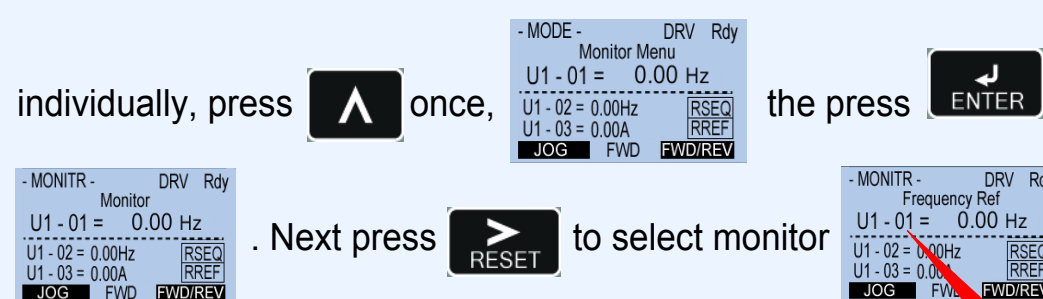 - MODE - DRV Rdy
Monitor Menu
U1 - 01 = 0.00 Hz
U1 - 02 = 0.00Hz RSEQ
U1 - 03 = 0.00A RREF
JOG FWD FWD/REV
individually, press once, the press ENTER
- MONITR - DRV Rdy
Monitor
U1 - 01 = 0.00 Hz
U1 - 02 = 0.00Hz RSEQ
U1 - 03 = 0.00A RREF
JOG FWD FWD/REV
. Next press RESET to select monitor
- MONITR - DRV
Frequency Ref
U1 - 01 = 0.00 Hz
U1 - 02 = 0.00Hz
U1 - 03 =
JOG FWD/REV